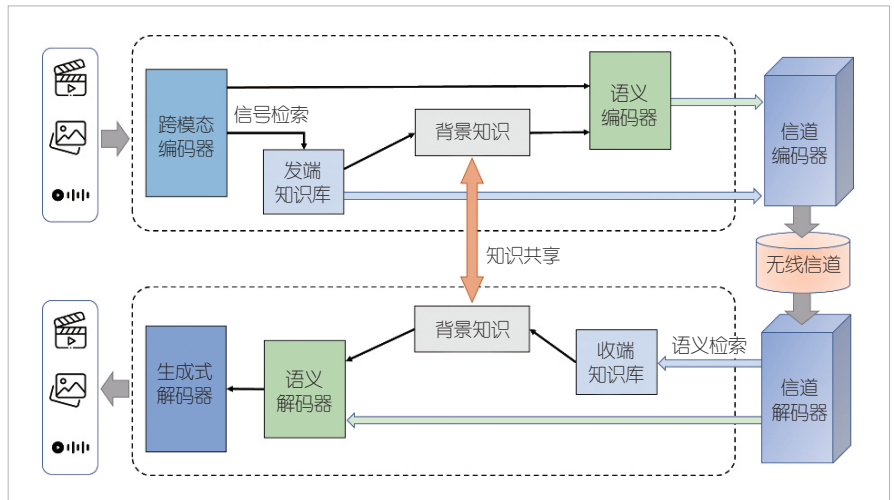 跨模态
编码器
信号检索
发端
知识库
背景知识
语义
编码器
信道
编码器
知识共享
无线信道
生成式
解码器
语义
解码器
背景知识
收端
知识库
语义检索
信道
解码器